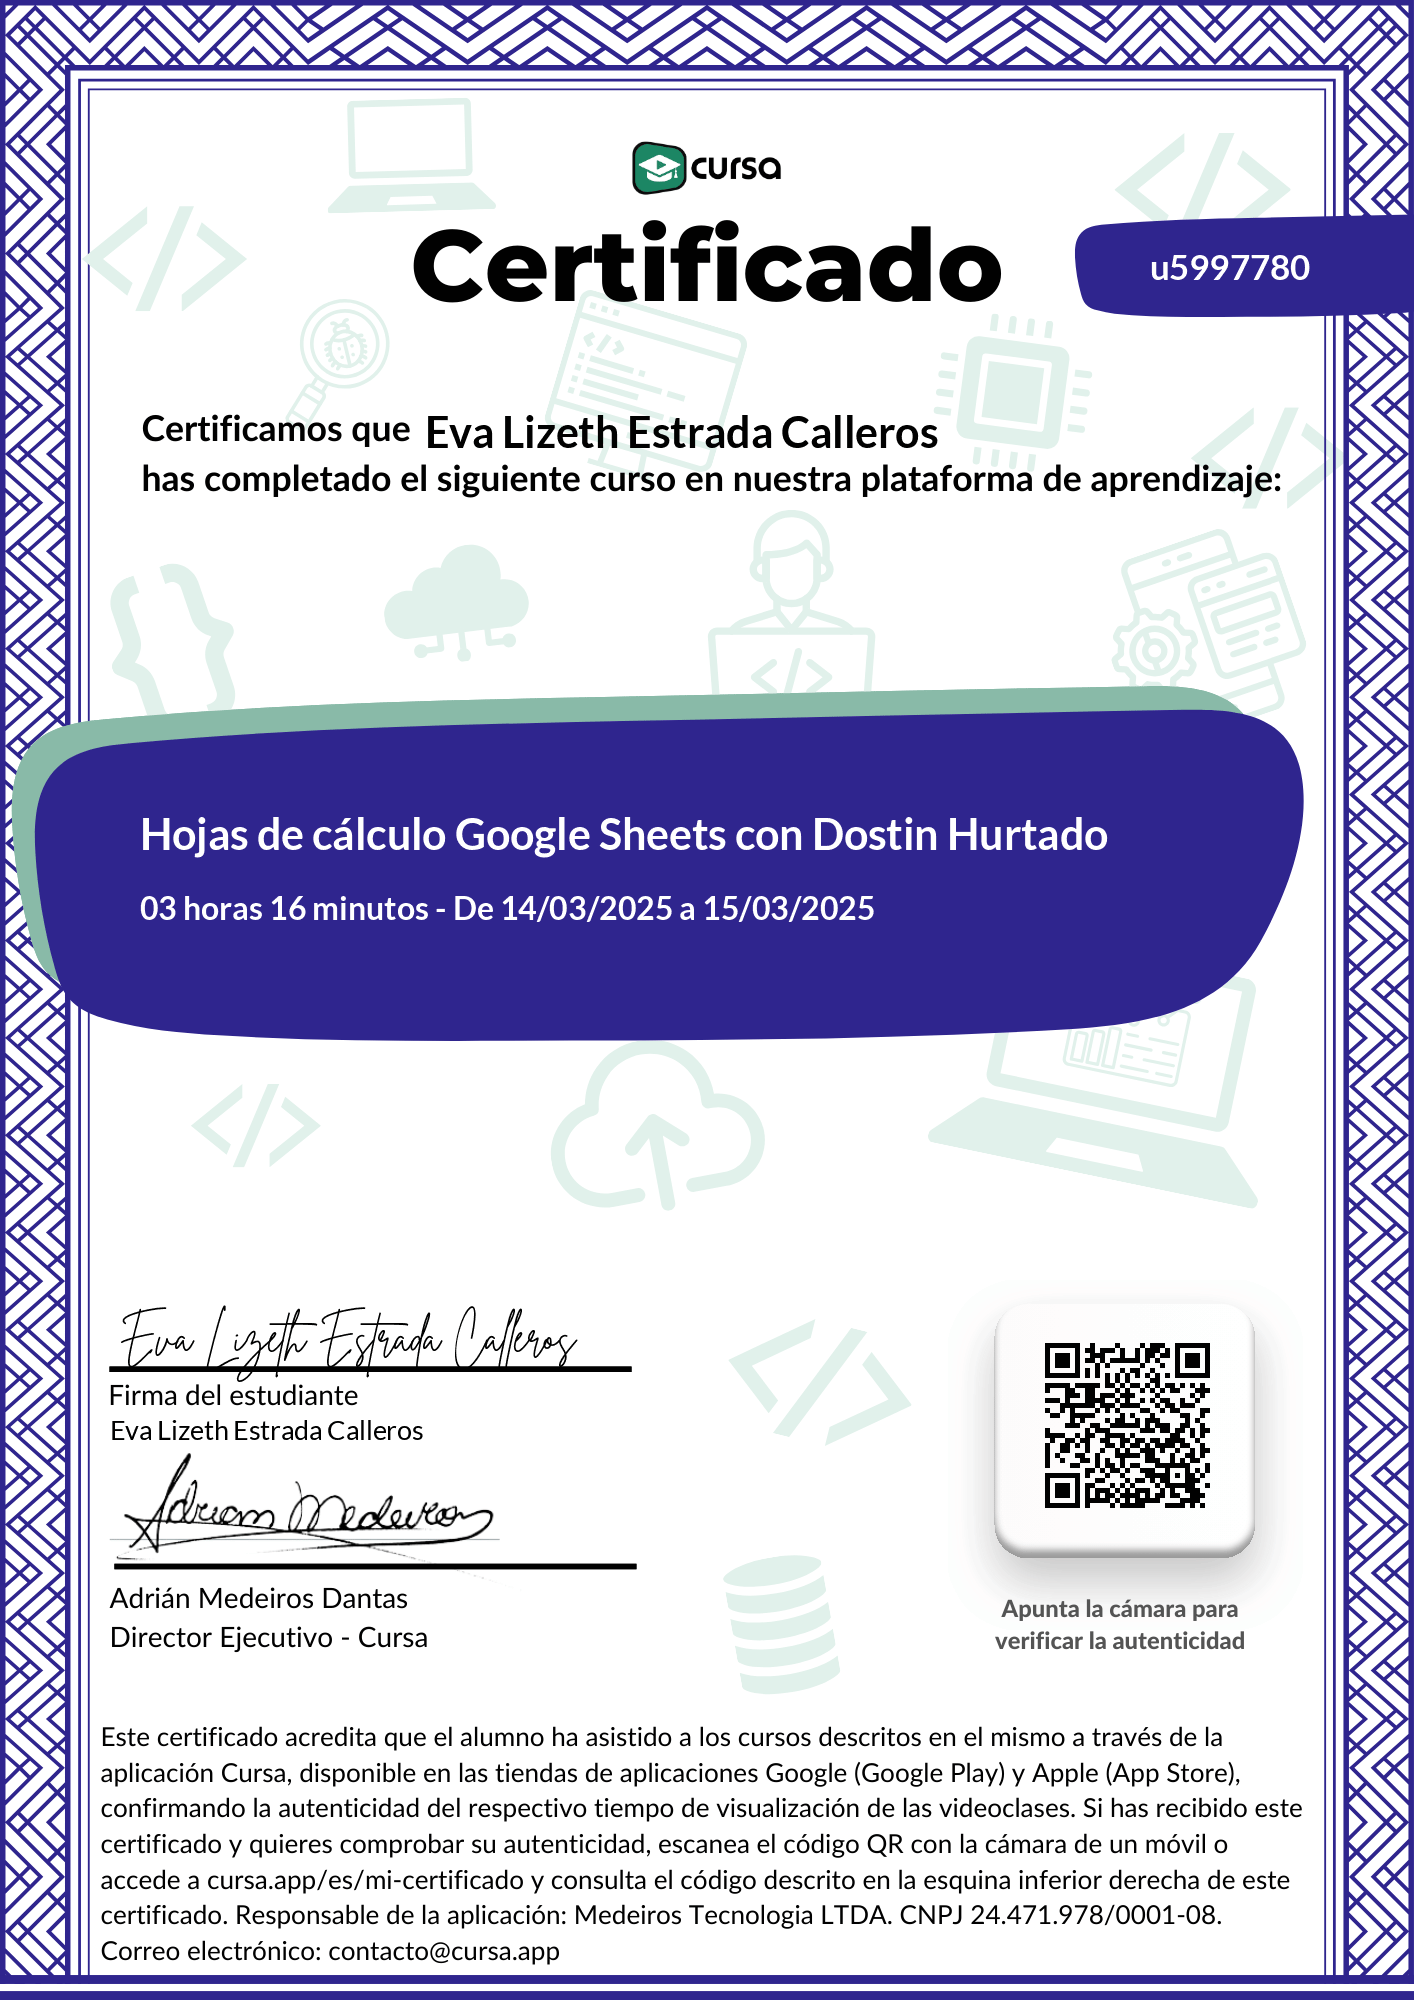 cursa
Certificado
u5997780
Certificamos que Eva Lizeth Estrada Calleros
has completado el siguiente curso en nuestra plataforma de aprendizaje:
Hojas de cálculo Google Sheets con Dostin Hurtado
03 horas 16 minutos - De 14/03/2025 a 15/03/2025
Eva Lizeth Estrada Calleros
Firma del estudiante
Eva Lizeth Estrada Calleros
Adrian Medeiros
Adrián Medeiros Dantas
Director Ejecutivo - Cursa
Apunta la cámara para
verificar la autenticidad
Este certificado acredita que el alumno ha asistido a los cursos descritos en el mismo a través de la
aplicación Cursa, disponible en las tiendas de aplicaciones Google (Google Play) y Apple (App Store),
confirmando la autenticidad del respectivo tiempo de visualización de las videoclases. Si has recibido este
certificado y quieres comprobar su autenticidad, escanea el código QR con la cámara de un móvil o
accede a cursa.app/es/mi-certificado y consulta el código descrito en la esquina inferior derecha de este
certificado. Responsable de la aplicación: Medeiros Tecnologia LTDA. CNPJ 24.471.978/0001-08.
Correo electrónico: contacto@cursa.app